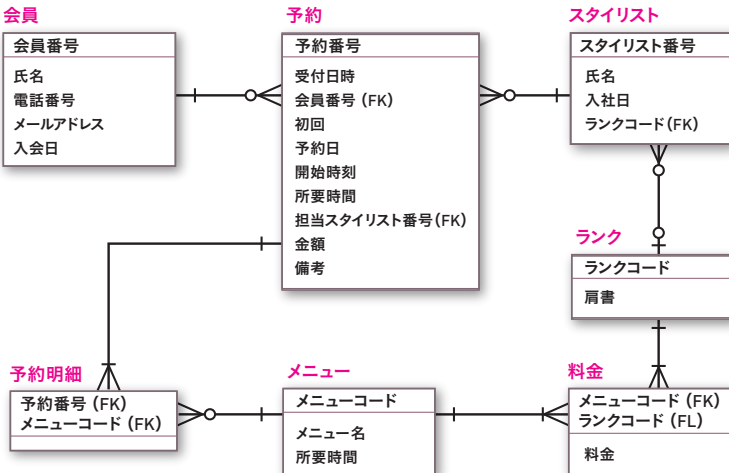 会員
会員番号
氏名
電話番号
メールアドレス
入会日
予約
予約番号
受付日時
会員番号 (FK)
初回
予約日
開始時刻
所要時間
担当スタイリスト番号(FK)
金額
備考
スタイリスト
スタイリスト番号
氏名
入社日
ランクコード(FK)
ランク
ランクコード
肩書
予約明細
予約番号 (FK)
メニューコード (FK)
メニュー
メニューコード
メニュー名
所要時間
料金
メニューコード (FK)
ランクコード (FL)
料金